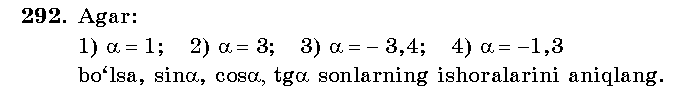 292. Agar:
1) α = 1; 2) α = 3; 3) α = – 3,4; 4) α = –1,3
bo‘lsa, sinα, cosα, tgα sonlarning ishoralarini aniqlang.